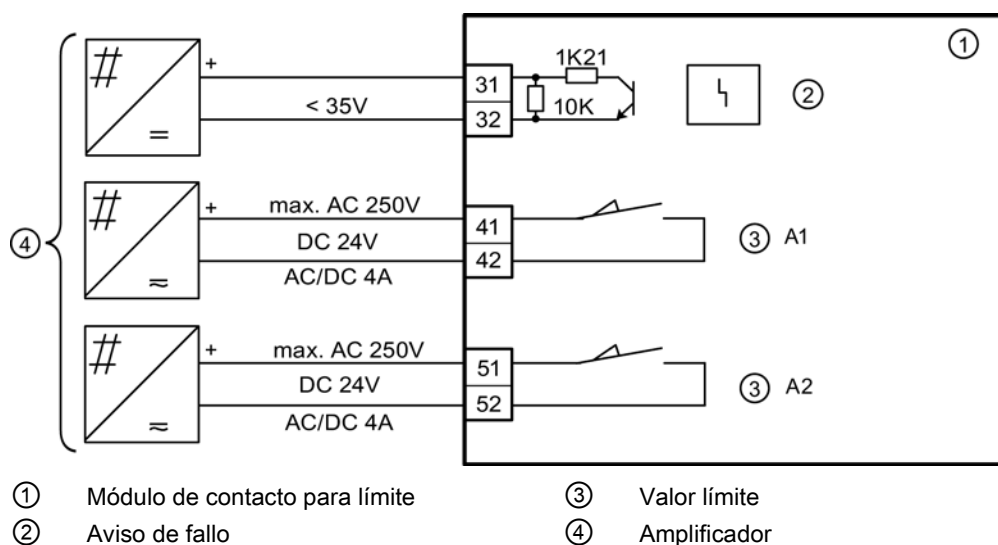 ①
+
< 35V
31
32
1K21
10K
②
+
max. AC 250V
DC 24V
AC/DC 4A
41
42
③ A1
④
+
max. AC 250V
DC 24V
AC/DC 4A
51
52
③ A2
① Módulo de contacto para límite
③ Valor límite
② Aviso de fallo
④ Amplificador